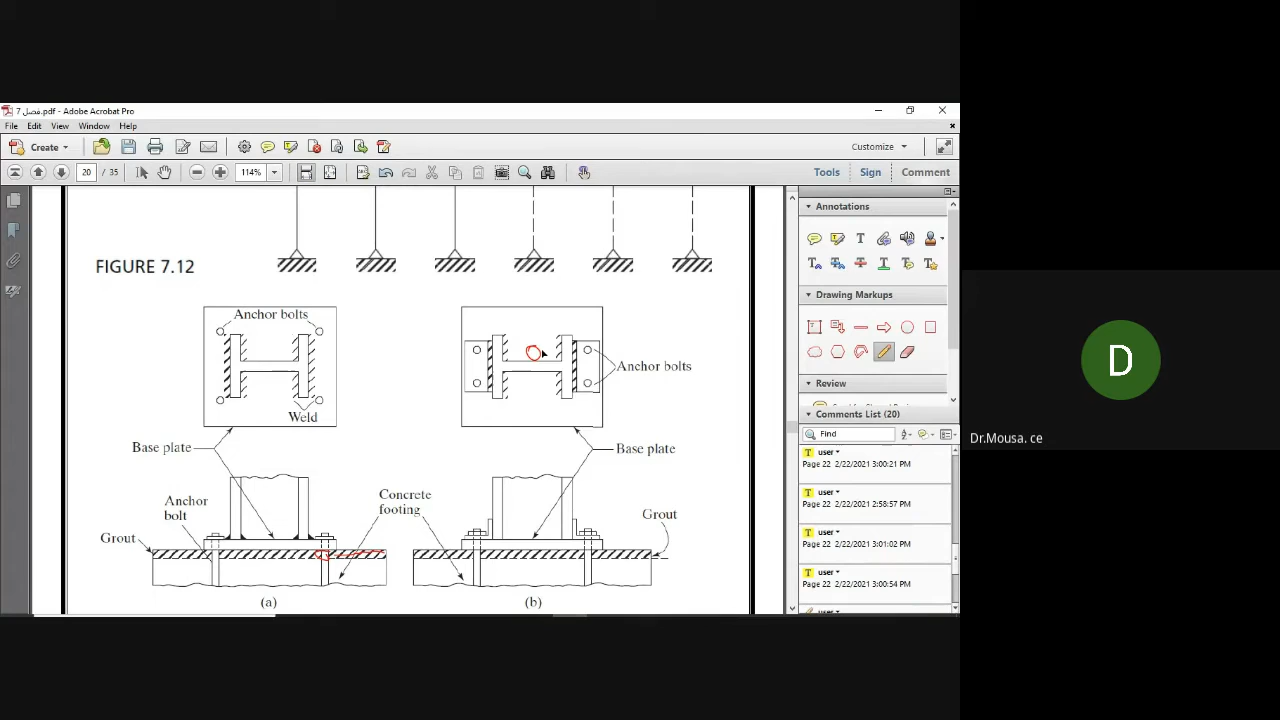 فصل 7.pdf - Adobe Acrobat Pro
File Edit View Window Help
Create
Customize
20 / 35
114%
Tools Sign Comment
Annotations
Drawing Markups
Review
Comments List (20)
Find
user
Page 22 2/22/2021 3:00:21 PM
user
Page 22 2/22/2021 2:58:57 PM
user
Page 22 2/22/2021 3:01:02 PM
user
Page 22 2/22/2021 3:00:54 PM
user
FIGURE 7.12
Anchor bolts
Weld
Anchor bolts
Base plate
Base plate
Anchor
bolt
Concrete
footing
Grout
Grout
(a)
(b)
D
Dr.Mousa. ce